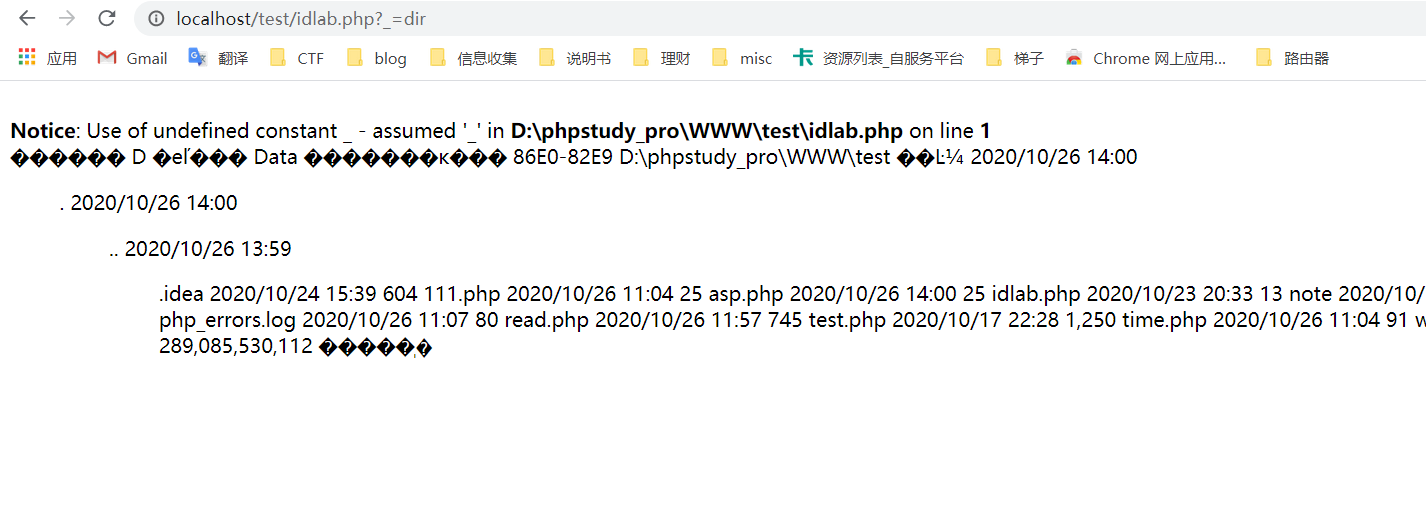 localhost/test/idlab.php?_=dir
应用 Gmail 翻译 CTF blog 信息收集 说明书 理财 misc 资源列表_自服务平台 梯子 Chrome 网上应用... 路由器
Notice: Use of undefined constant _ - assumed '_' in D:\phpstudy_pro\WWW\test\idlab.php on line 1
������ D �eľ��� Data �������к��� 86E0-82E9 D:\phpstudy_pro\WWW\test ��Ŀ¼ 2020/10/26 14:00
. 2020/10/26 14:00
.. 2020/10/26 13:59
.idea 2020/10/24 15:39 604 111.php 2020/10/26 11:04 25 asp.php 2020/10/26 14:00 25 idlab.php 2020/10/23 20:33 13 note 2020/10/
php_errors.log 2020/10/26 11:07 80 read.php 2020/10/26 11:57 745 test.php 2020/10/17 22:28 1,250 time.php 2020/10/26 11:04 91 w
289,085,530,112 ������